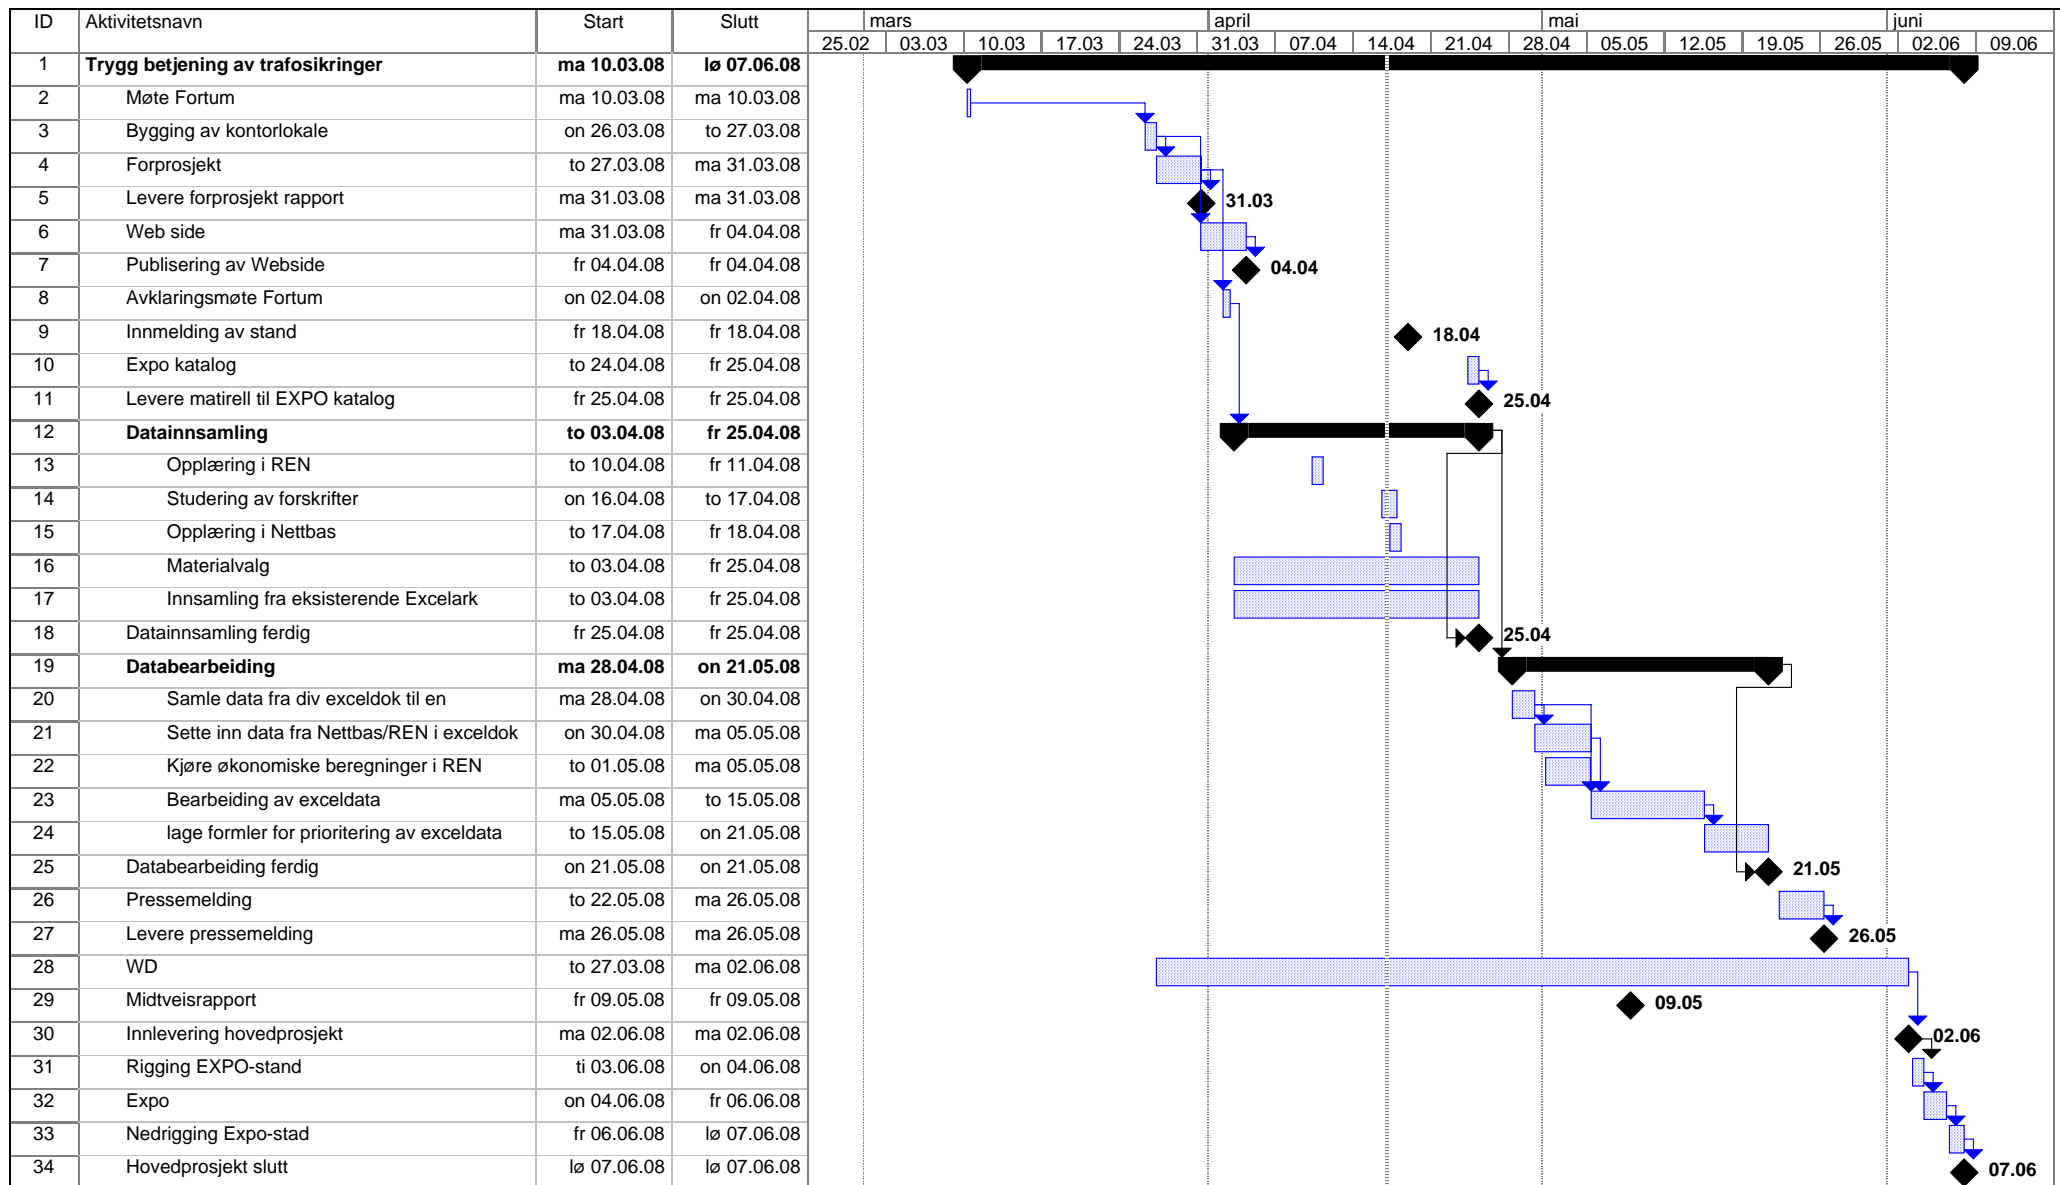 ID Aktivitetsnavn Start Slutt mars april mai juni
25.02 03.03 10.03 17.03 24.03 31.03 07.04 14.04 21.04 28.04 05.05 12.05 19.05 26.05 02.06 09.06
1 Trygg betjening av trafosikringer ma 10.03.08 lø 07.06.08
2 Møte Fortum ma 10.03.08 ma 10.03.08
3 Bygging av kontorlokale on 26.03.08 to 27.03.08
4 Forprosjekt to 27.03.08 ma 31.03.08
5 Levere forprosjekt rapport ma 31.03.08 ma 31.03.08 31.03
6 Web side ma 31.03.08 fr 04.04.08
7 Publisering av Webside fr 04.04.08 fr 04.04.08 04.04
8 Avklaringsmøte Fortum on 02.04.08 on 02.04.08
9 Innmelding av stand fr 18.04.08 fr 18.04.08 18.04
10 Expo katalog to 24.04.08 fr 25.04.08
11 Levere matirell til EXPO katalog fr 25.04.08 fr 25.04.08 25.04
12 Datainnsamling to 03.04.08 fr 25.04.08
13 Opplæring i REN to 10.04.08 fr 11.04.08
14 Studering av forskrifter on 16.04.08 to 17.04.08
15 Opplæring i Nettbas to 17.04.08 fr 18.04.08
16 Materialvalg to 03.04.08 fr 25.04.08
17 Innsamling fra eksisterende Excelark to 03.04.08 fr 25.04.08
18 Datainnsamling ferdig fr 25.04.08 fr 25.04.08 25.04
19 Databearbeiding ma 28.04.08 on 21.05.08
20 Samle data fra div exceldok til en ma 28.04.08 on 30.04.08
21 Sette inn data fra Nettbas/REN i exceldok on 30.04.08 ma 05.05.08
22 Kjøre økonomiske beregninger i REN to 01.05.08 ma 05.05.08
23 Bearbeiding av exceldata ma 05.05.08 to 15.05.08
24 lage formler for prioritering av exceldata to 15.05.08 on 21.05.08
25 Databearbeiding ferdig on 21.05.08 on 21.05.08 21.05
26 Pressemelding to 22.05.08 ma 26.05.08
27 Levere pressemelding ma 26.05.08 ma 26.05.08 26.05
28 WD to 27.03.08 ma 02.06.08
29 Midtveisrapport fr 09.05.08 fr 09.05.08 09.05
30 Innlevering hovedprosjekt ma 02.06.08 ma 02.06.08 02.06
31 Rigging EXPO-stand ti 03.06.08 on 04.06.08
32 Expo on 04.06.08 fr 06.06.08
33 Nedrigging Expo-stad fr 06.06.08 lø 07.06.08
34 Hovedprosjekt slutt lø 07.06.08 lø 07.06.08 07.06